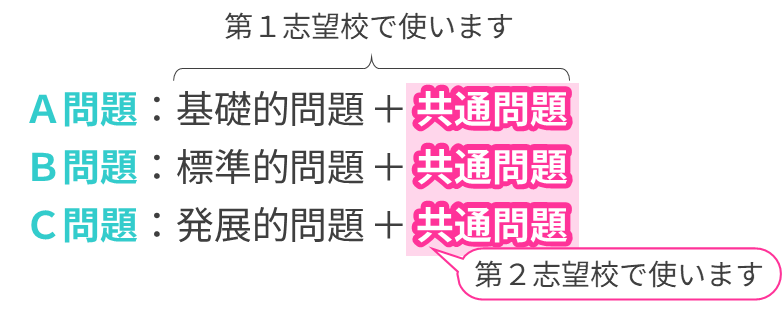 第１志望校で使います
Ａ問題：基礎的問題＋共通問題
Ｂ問題：標準的問題＋共通問題
Ｃ問題：発展的問題＋共通問題
第２志望校で使います